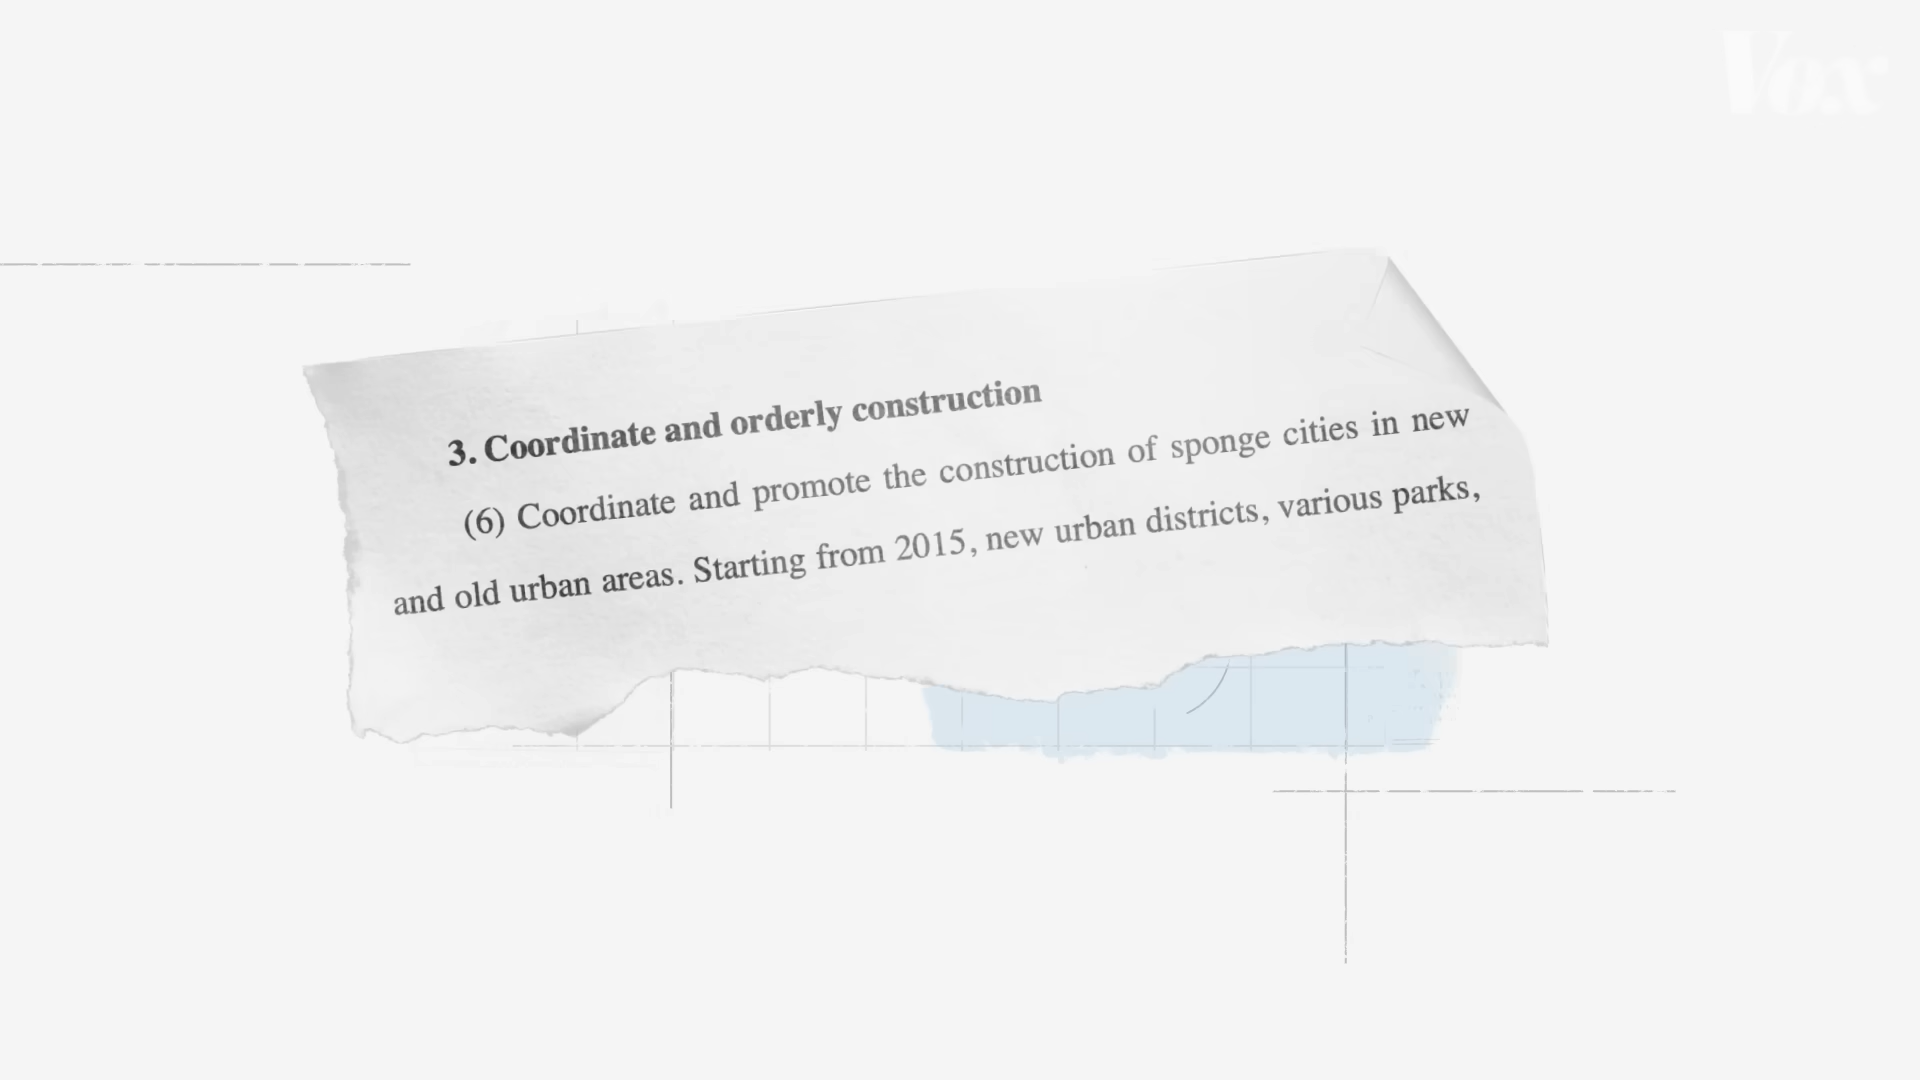 Vox
3. Coordinate and orderly construction
(6) Coordinate and promote the construction of sponge cities in new
and old urban areas. Starting from 2015, new urban districts, various parks,